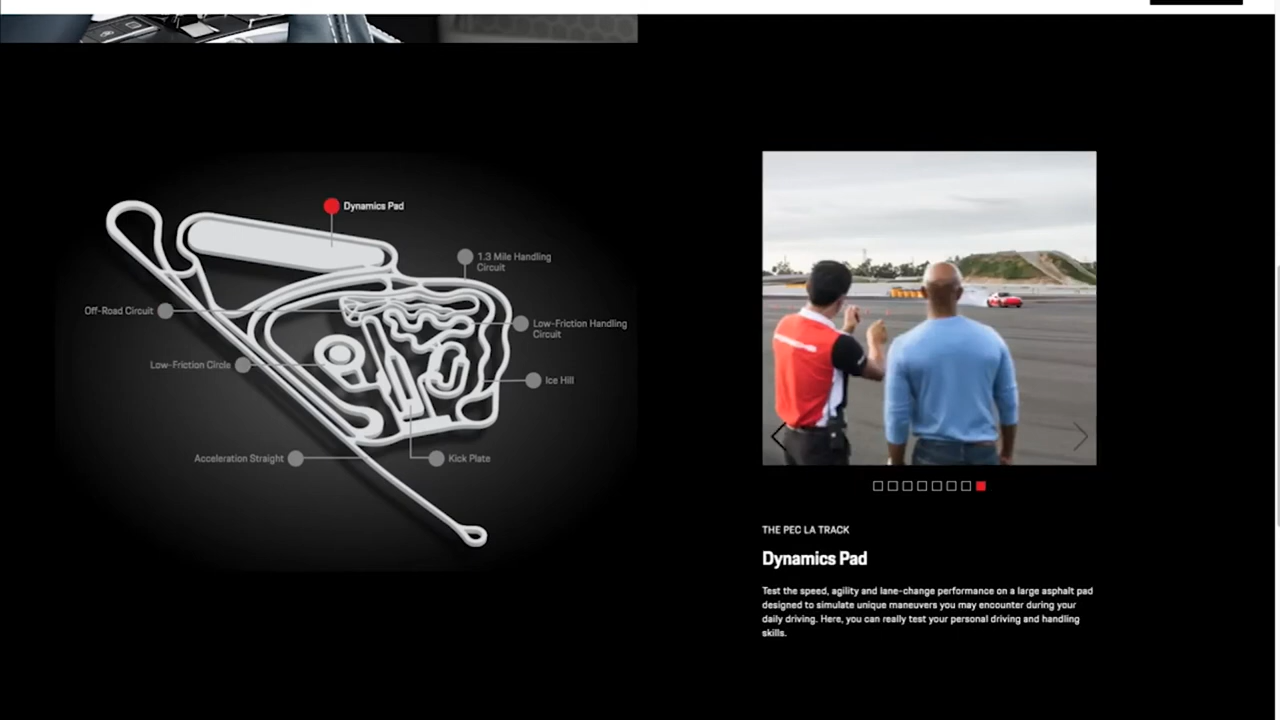 Dynamics Pad
1.3 Mile Handling
Circuit
Off-Road Circuit
Low-Friction Handling
Circuit
Low-Friction Circle
Ice Hill
Acceleration Straight
Kick Plate
THE PEC LA TRACK
Dynamics Pad
Test the speed, agility and lane-change performance on a large asphalt pad
designed to simulate unique maneuvers you may encounter during your
daily driving. Here, you can really test your personal driving and handling
skills.